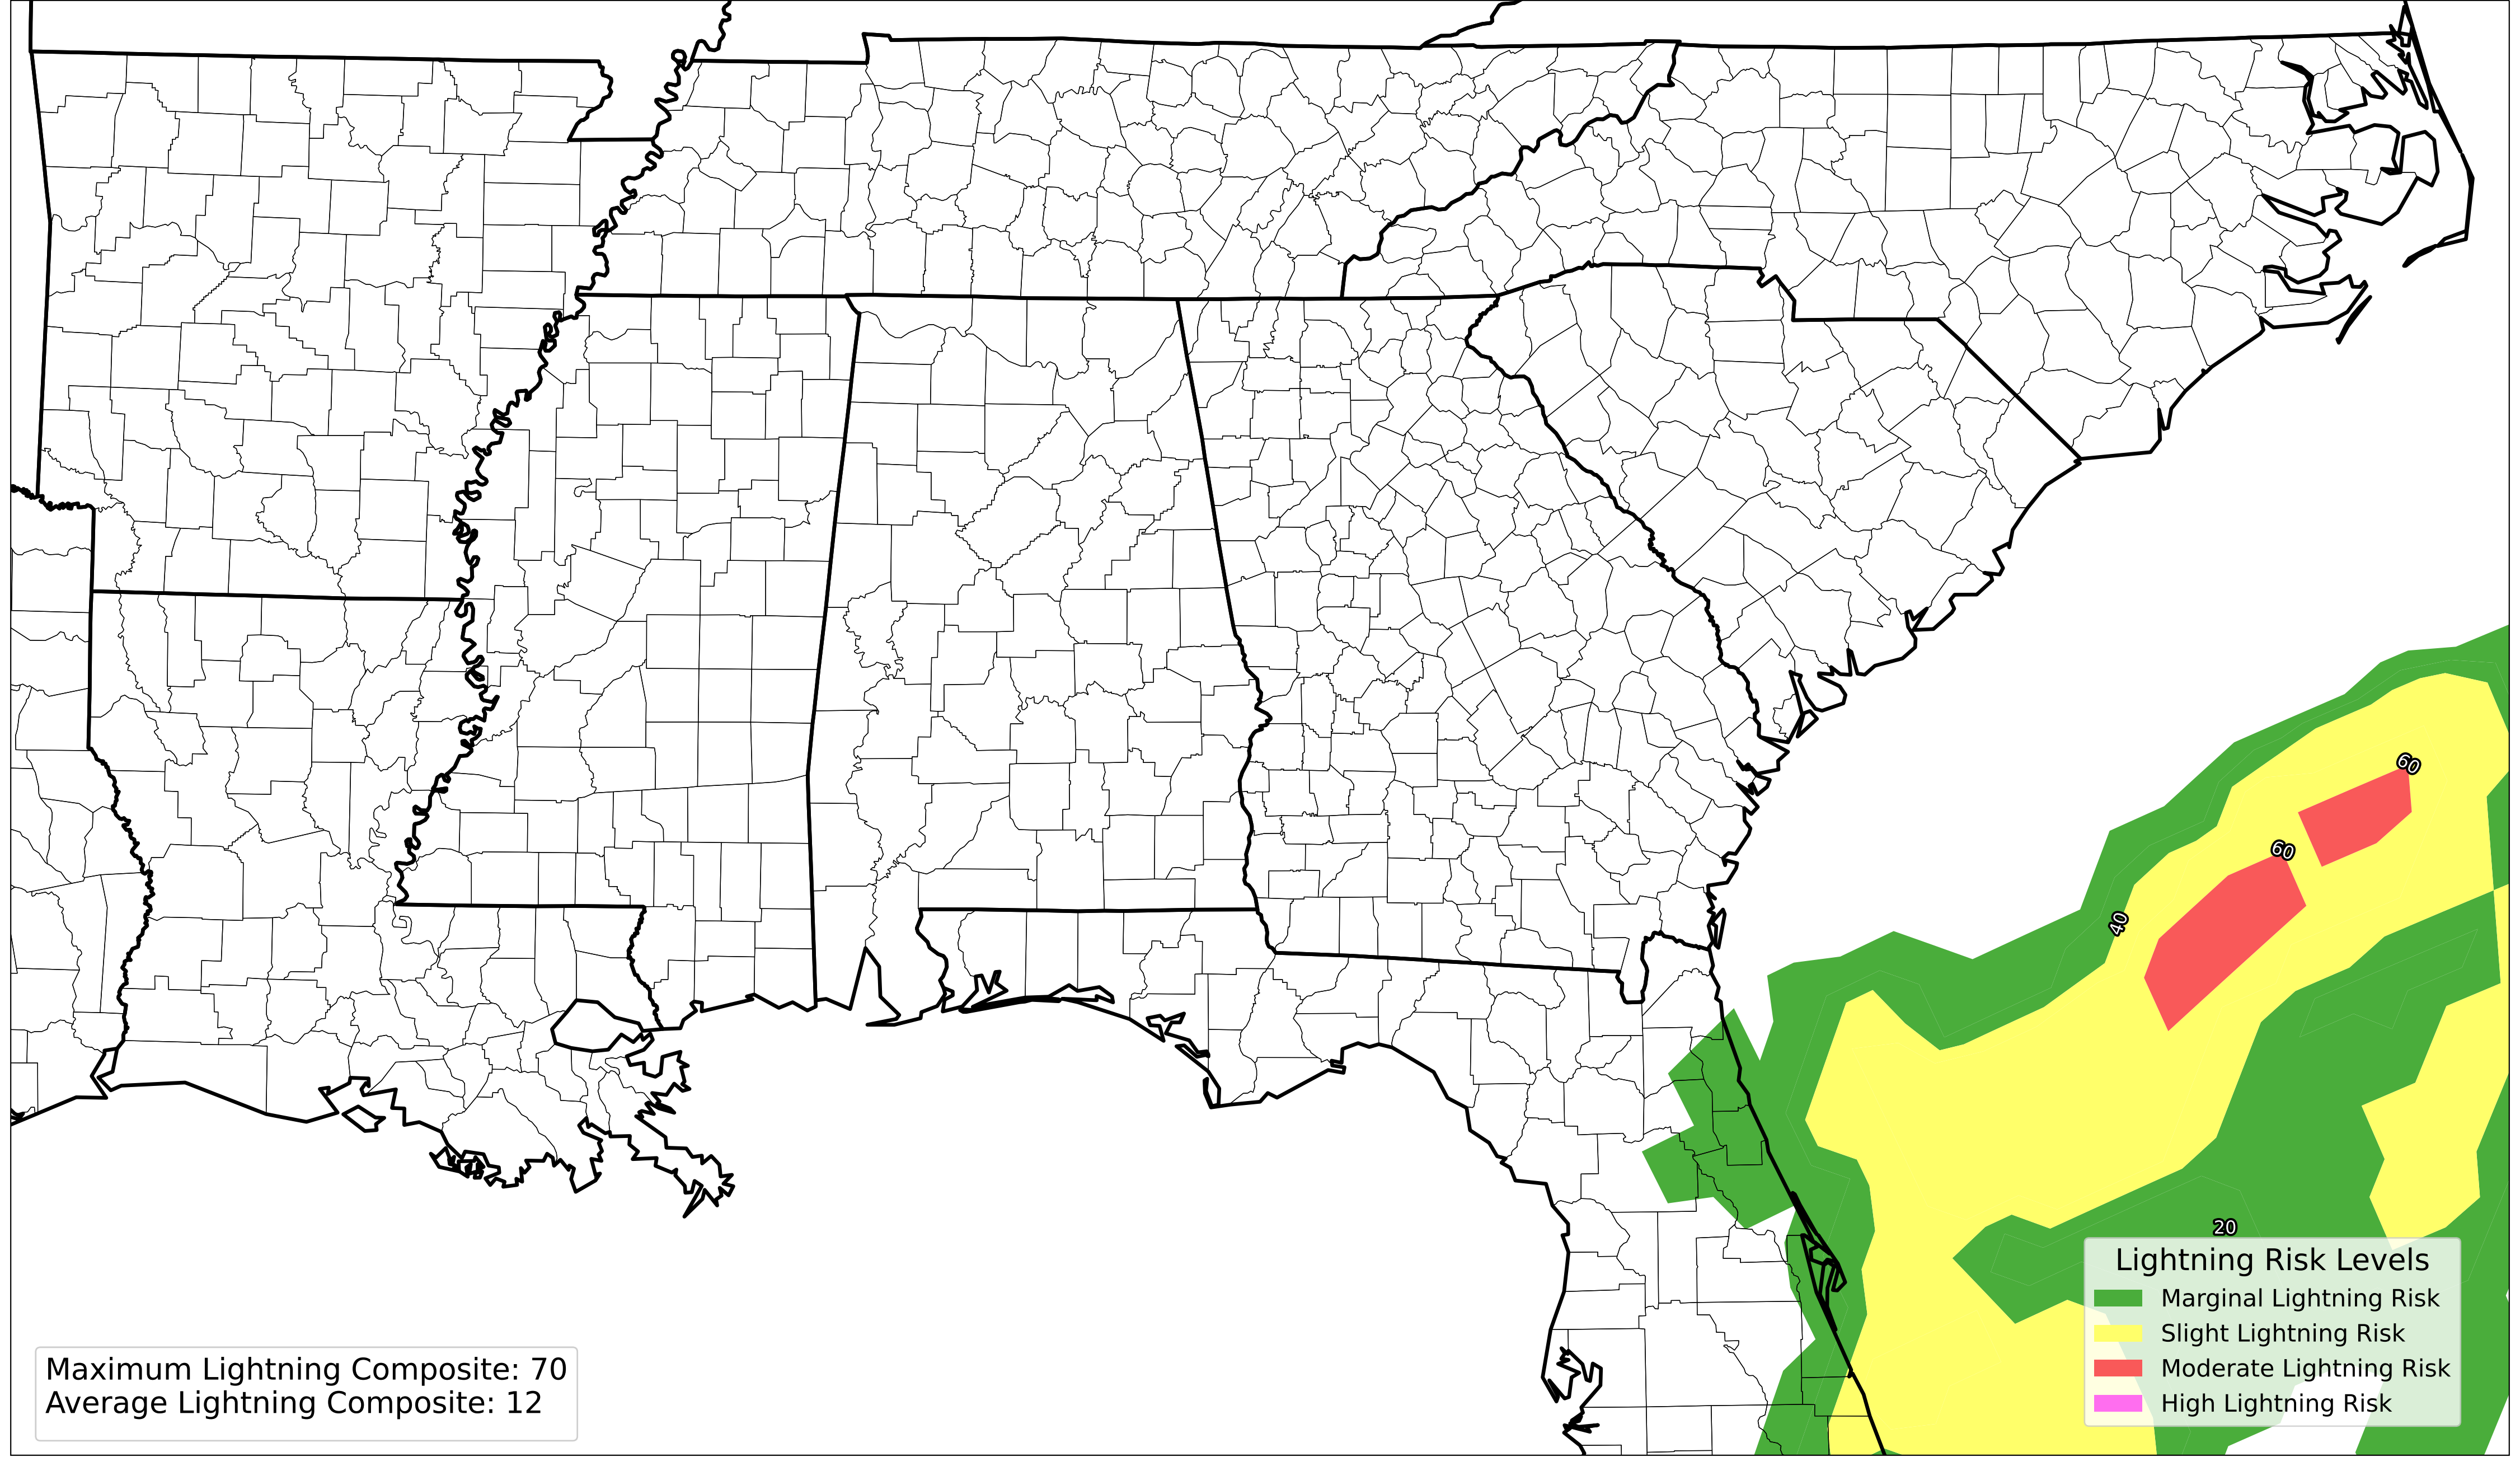 60
60
40
20
Lightning Risk Levels
Marginal Lightning Risk
Slight Lightning Risk
Moderate Lightning Risk
High Lightning Risk
Maximum Lightning Composite: 70
Average Lightning Composite: 12